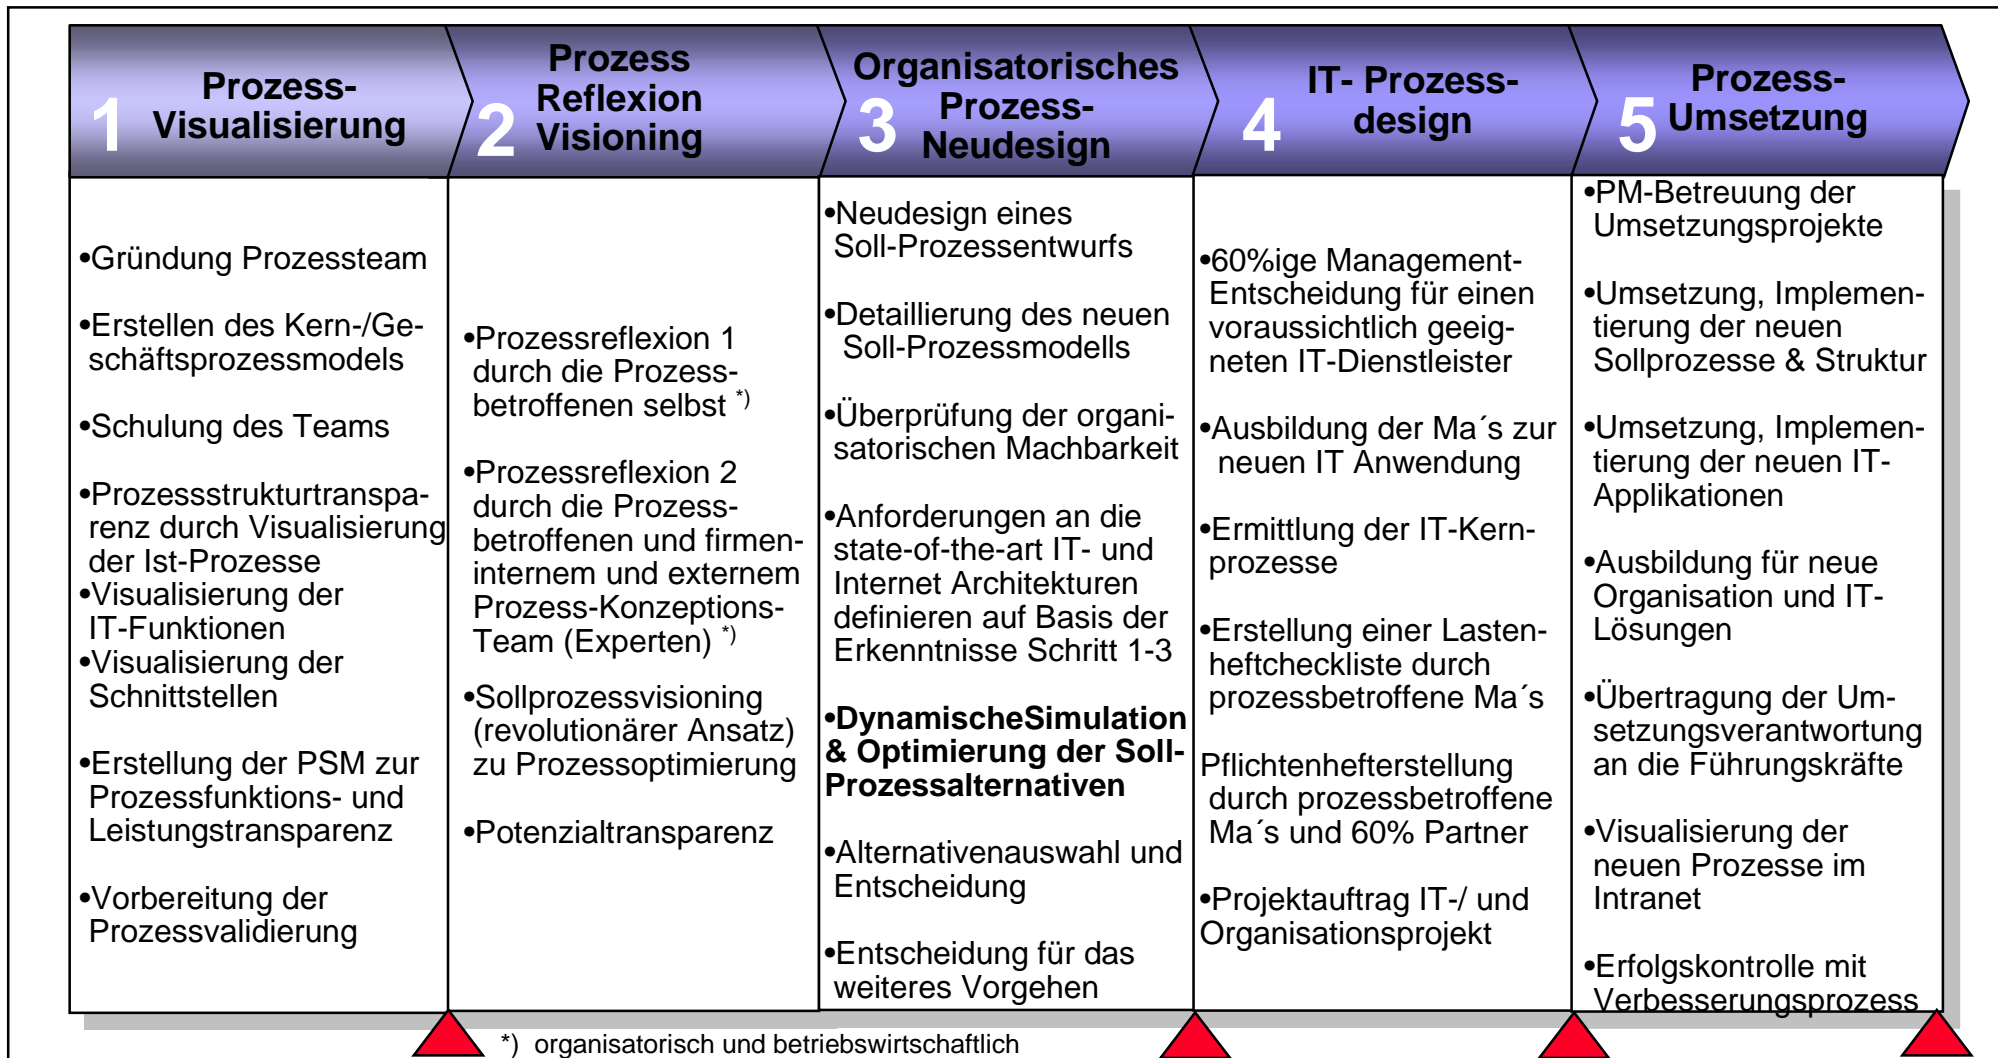 1
Prozess-
Visualisierung
•Gründung Prozessteam
•Erstellen des Kern-/Ge-
schäftsprozessmodels
•Schulung des Teams
•Prozessstrukturtranspa-
renz durch Visualisierung
der Ist-Prozesse
•Visualisierung der
IT-Funktionen
•Visualisierung der
Schnittstellen
•Erstellung der PSM zur
Prozessfunktions- und
Leistungstransparenz
•Vorbereitung der
Prozessvalidierung
2
Prozess
Reflexion
Visioning
•Prozessreflexion 1
durch die Prozess-
betroffenen selbst *)
•Prozessreflexion 2
durch die Prozess-
betroffenen und firmen-
internem und externem
Prozess-Konzeptions-
Team (Experten) *)
•Sollprozessvisioning
(revolutionärer Ansatz)
zu Prozessoptimierung
•Potenzialtransparenz
3
Organisatorisches
Prozess-
Neudesign
•Neudesign eines
Soll-Prozessentwurfs
•Detaillierung des neuen
Soll-Prozessmodells
•Überprüfung der organi-
satorischen Machbarkeit
•Anforderungen an die
state-of-the-art IT- und
Internet Architekturen
definieren auf Basis der
Erkenntnisse Schritt 1-3
•DynamischeSimulation
& Optimierung der Soll-
Prozessalternativen
•Alternativenauswahl und
Entscheidung
•Entscheidung für das
weiteres Vorgehen
4
IT- Prozess-
design
•60%ige Management-
Entscheidung für einen
voraussichtlich geeig-
neten IT-Dienstleister
•Ausbildung der Ma´s zur
neuen IT Anwendung
•Ermittlung der IT-Kern-
prozesse
•Erstellung einer Lasten-
heftcheckliste durch
prozessbetroffene Ma´s
Pflichtenhefterstellung
durch prozessbetroffene
Ma´s und 60% Partner
•Projektauftrag IT-/ und
Organisationsprojekt
5
Prozess-
Umsetzung
•PM-Betreuung der
Umsetzungsprojekte
•Umsetzung, Implemen-
tierung der neuen
Sollprozesse & Struktur
•Umsetzung, Implemen-
tierung der neuen IT-
Applikationen
•Ausbildung für neue
Organisation und IT-
Lösungen
•Übertragung der Um-
setzungsverantwortung
an die Führungskräfte
•Visualisierung der
neuen Prozesse im
Intranet
•Erfolgskontrolle mit
Verbesserungsprozess
*) organisatorisch und betriebswirtschaftlich